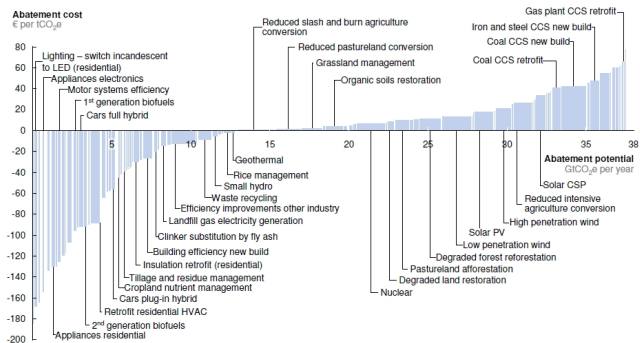 Abatement cost
€ per tCO2e
Gas plant CCS retrofit
Reduced slash and burn agriculture
conversion
Iron and steel CCS new build
Coal CCS new build
Reduced pastureland conversion
Lighting – switch incandescent
to LED (residential)
Grassland management
Coal CCS retrofit
Appliances electronics
Organic soils restoration
Motor systems efficiency
1st generation biofuels
Cars full hybrid
80
60
40
20
0
-20
-40
-60
-80
-100
-120
-140
-160
-180
-200
5
10
15
20
25
30
35
38
Abatement potential
GtCO2e per year
Geothermal
Rice management
Small hydro
Waste recycling
Efficiency improvements other industry
Landfill gas electricity generation
Clinker substitution by fly ash
Building efficiency new build
Insulation retrofit (residential)
Tillage and residue management
Cropland nutrient management
Cars plug-in hybrid
Retrofit residential HVAC
2nd generation biofuels
Appliances residential
Solar CSP
Reduced intensive
agriculture conversion
High penetration wind
Solar PV
Low penetration wind
Degraded forest reforestation
Pastureland afforestation
Degraded land restoration
Nuclear